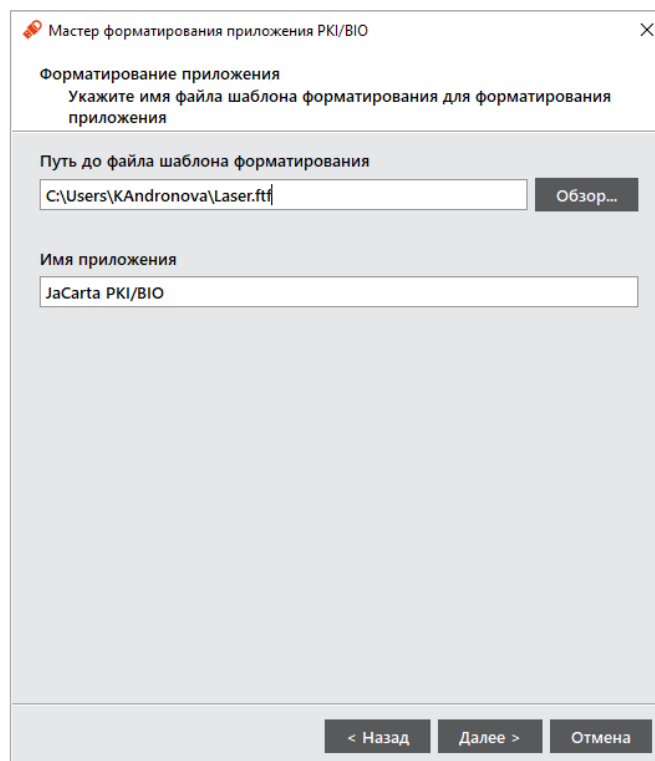 Мастер форматирования приложения PKI/BIO
Форматирование приложения
Укажите имя файла шаблона форматирования для форматирования
приложения
Путь до файла шаблона форматирования
C:\Users\KAndronova\Laser.ftf
Обзор...
Имя приложения
JaCarta PKI/BIO
< Назад
Далее >
Отмена